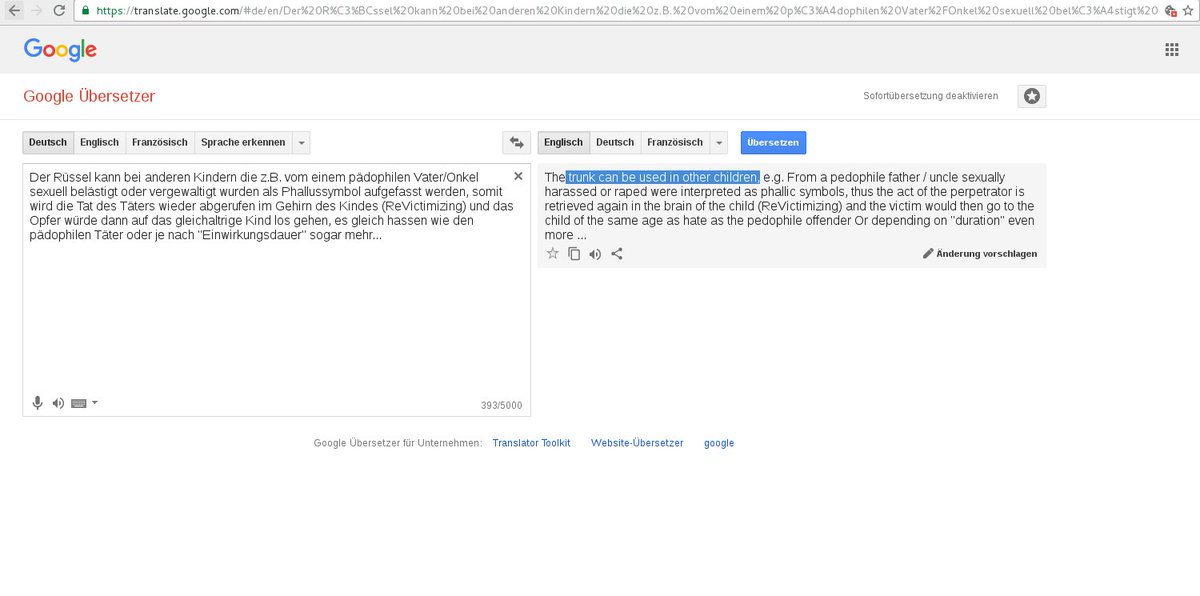 https://translate.google.com/#de/en/Der%20R%C3%BCssel%20kann%20bei%20anderen%20Kindern%20die%20z.B.%20vom%20einem%20p%C3%A4dophilen%20Vater%2FOnkel%20sexuell%20bel%C3%A4stigt%20
Google
Google Übersetzer
Sofortübersetzung deaktivieren
Deutsch Englisch Französisch Sprache erkennen
Englisch Deutsch Französisch Übersetzen
Der Rüssel kann bei anderen Kindern die z.B. vom einem pädophilen Vater/Onkel
sexuell belästigt oder vergewaltigt wurden als Phallussymbol aufgefasst werden, somit
wird die Tat des Täters wieder abgerufen im Gehirn des Kindes (ReVictimizing) und das
Opfer würde dann auf das gleichaltrige Kind los gehen, es gleich hassen wie den
pädophilen Täter oder je nach "Einwirkungsdauer" sogar mehr...
393/5000
The trunk can be used in other children, e.g. From a pedophile father / uncle sexually
harassed or raped were interpreted as phallic symbols, thus the act of the perpetrator is
retrieved again in the brain of the child (ReVictimizing) and the victim would then go to the
child of the same age as hate as the pedophile offender Or depending on "duration" even
more ...
Änderung vorschlagen
Google Übersetzer für Unternehmen: Translator Toolkit Website-Übersetzer google